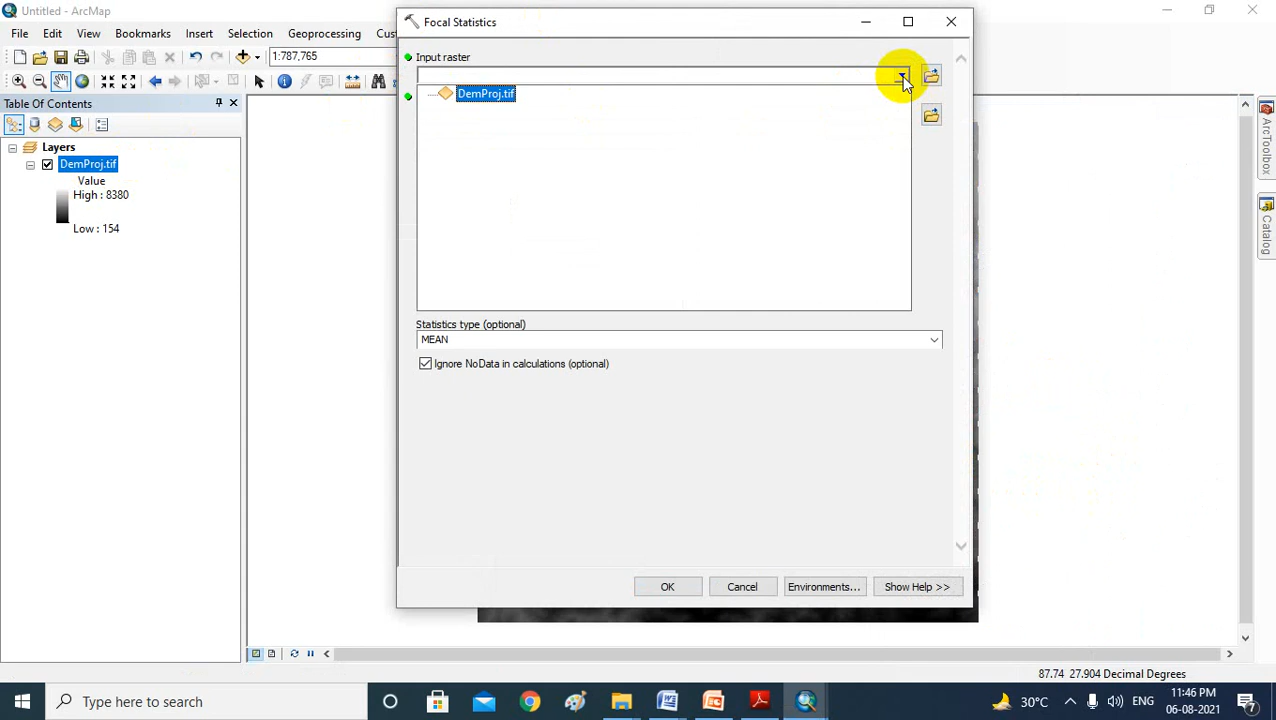 Untitled - ArcMap
File Edit View Bookmarks Insert Selection Geoprocessing Cus
1:787,765
Table Of Contents
Layers
DemProj.tif
Value
High : 8380
Low : 154
Focal Statistics
Input raster
DemProj.tif
Statistics type (optional)
MEAN
Ignore NoData in calculations (optional)
OK Cancel Environments... Show Help >>
ArcToolbox
Catalog
87.74 27.904 Decimal Degrees
Type here to search
30°C
ENG
11:46 PM
06-08-2021
7